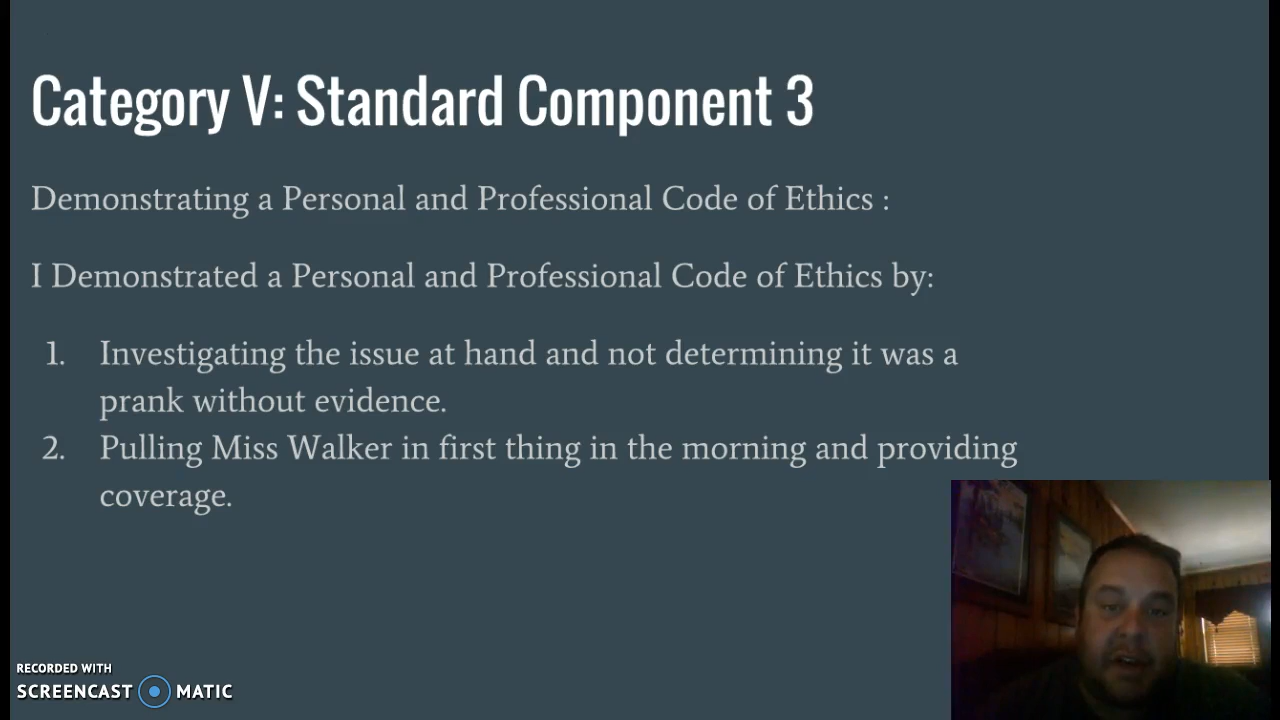 Category V: Standard Component 3
Demonstrating a Personal and Professional Code of Ethics :
I Demonstrated a Personal and Professional Code of Ethics by:
1. Investigating the issue at hand and not determining it was a
prank without evidence.
2. Pulling Miss Walker in first thing in the morning and providing
coverage.
RECORDED WITH
SCREENCAST MATIC